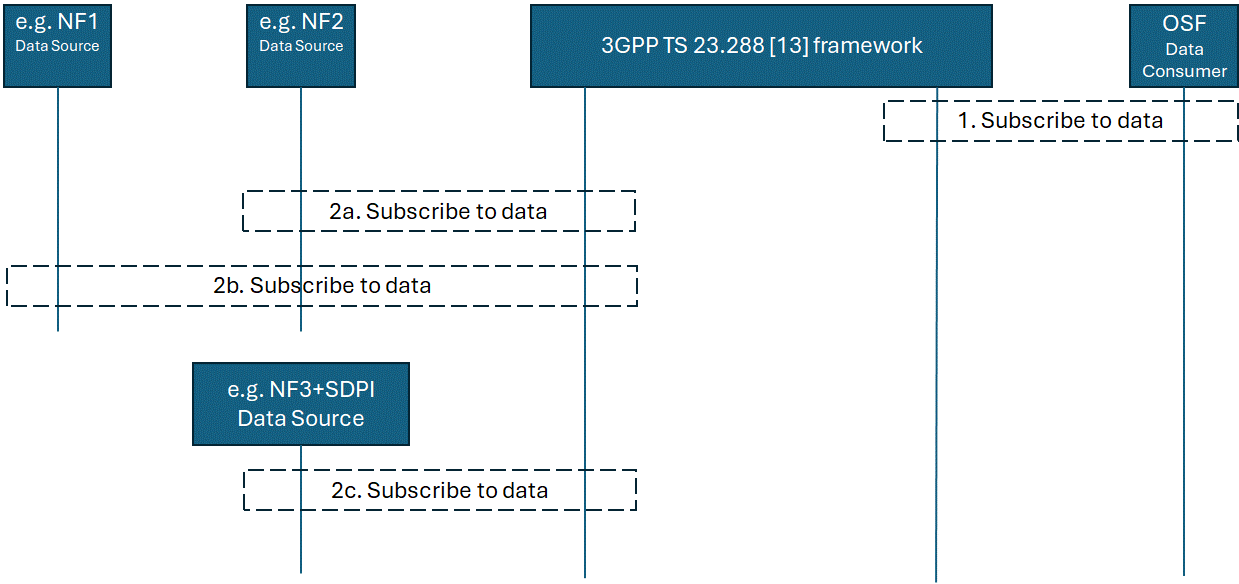 e.g. NF1
Data Source
e.g. NF2
Data Source
3GPP TS 23.288 [13] framework
OSF
Data
Consumer
1. Subscribe to data
2a. Subscribe to data
2b. Subscribe to data
e.g. NF3+SDPI
Data Source
2c. Subscribe to data